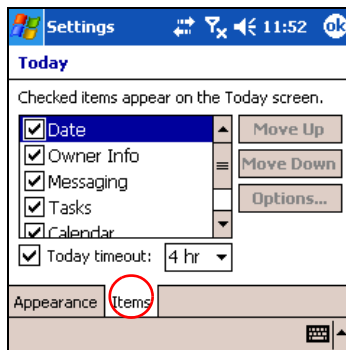 Settings 11:52 ok
Today
Checked items appear on the Today screen.
Date
Owner Info
Messaging
Tasks
Calendar
Move Up
Move Down
Options...
Today timeout: 4 hr
Appearance Items